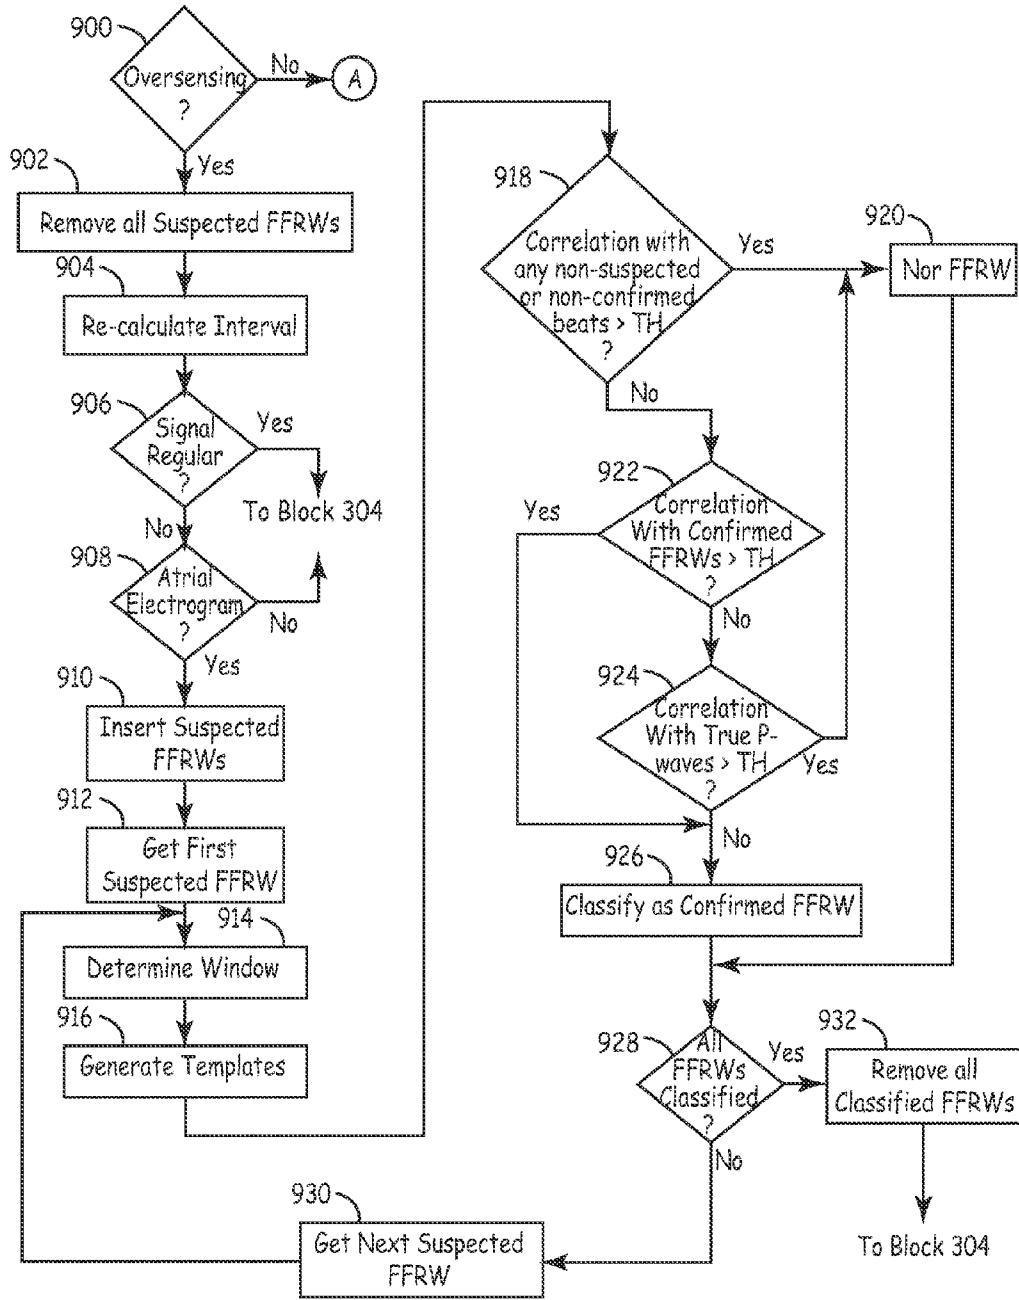 900
Oversensing
?
No
A
Yes
902
Remove all Suspected FFRWs
904
Re-calculate Interval
906
Signal
Regular
?
Yes
To Block 304
No
908
Atrial
Electrogram
?
No
Yes
910
Insert Suspected
FFRWs
912
Get First
Suspected FFRW
914
Determine Window
916
Generate Templates
918
Correlation with
any non-suspected
or non-confirmed
beats > TH
?
Yes
920
Nor FFRW
No
922
Correlation
With Confirmed
FFRWs > TH
?
Yes
No
924
Correlation
With True P-
waves > TH
?
Yes
No
926
Classify as Confirmed FFRW
928
All
FFRWs
Classified
?
Yes
932
Remove all
Classified FFRWs
No
930
Get Next Suspected
FFRW
To Block 304